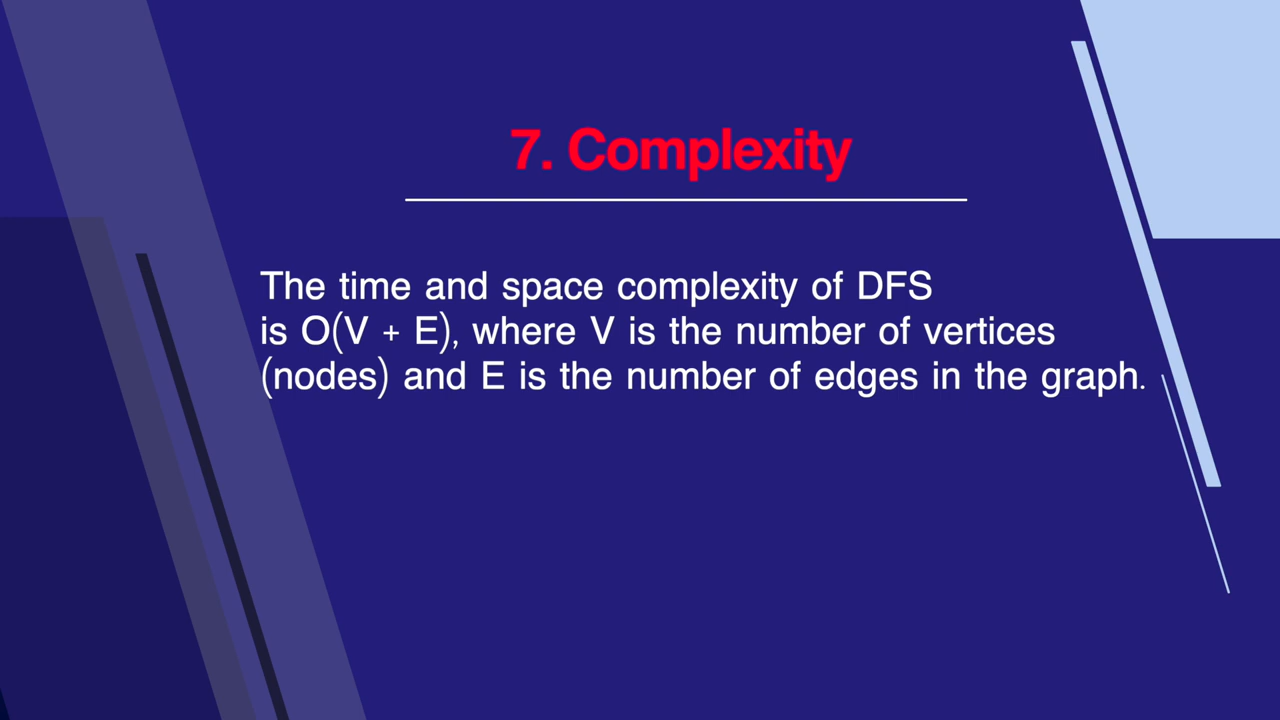 7. Complexity
The time and space complexity of DFS
is O(V + E), where V is the number of vertices
(nodes) and E is the number of edges in the graph.